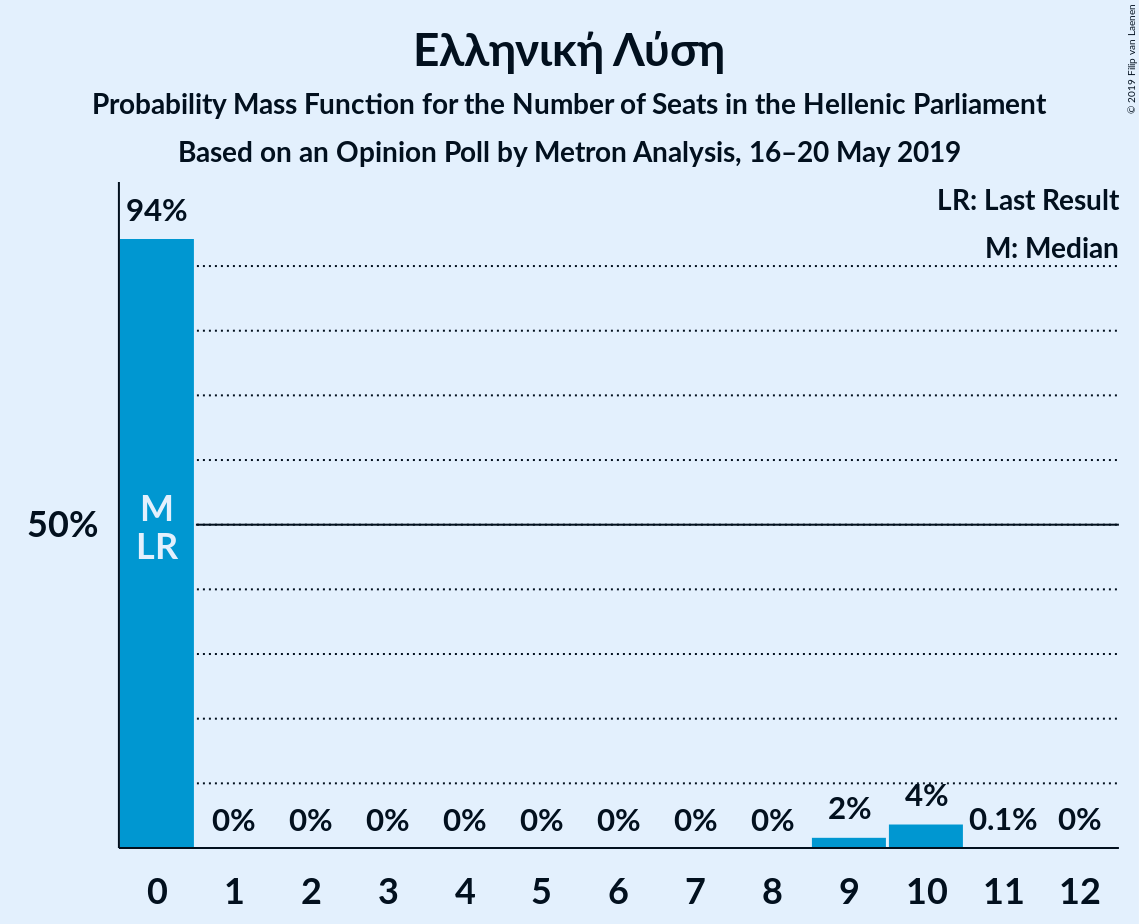 Ελληνική Λύση
Probability Mass Function for the Number of Seats in the Hellenic Parliament
Based on an Opinion Poll by Metron Analysis, 16–20 May 2019
© 2019 Filip van Laenen
LR: Last Result
M: Median
94%
50%
M
LR
0% 0% 0% 0% 0% 0% 0% 0% 2% 4% 0.1% 0%
0 1 2 3 4 5 6 7 8 9 10 11 12